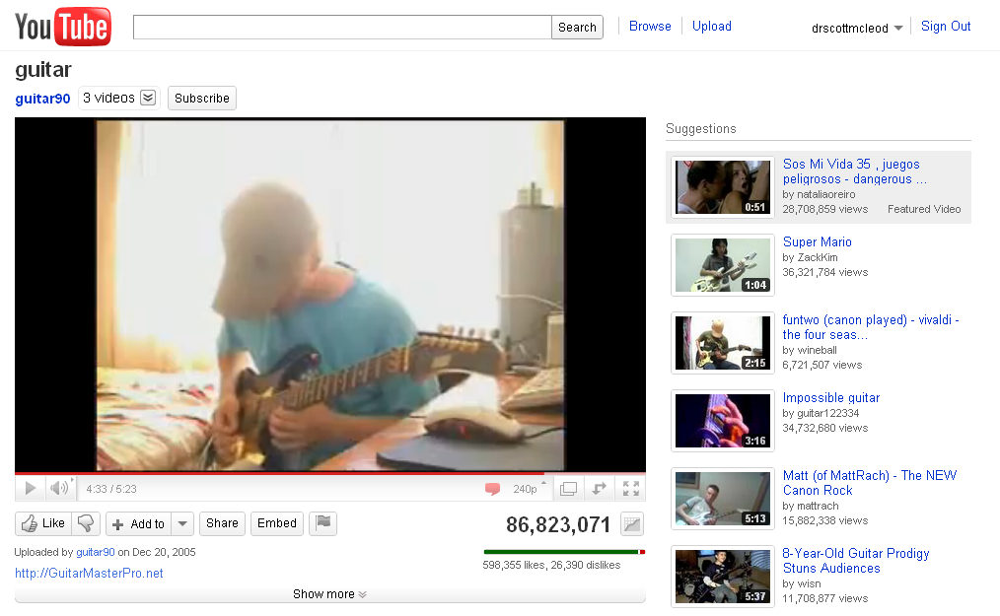 YouTube
Search
Browse
Upload
drscottmcleod
Sign Out
guitar
guitar90
3 videos
Subscribe
4:33 / 5:23
240p
Like
Add to
Share
Embed
86,823,071
Uploaded by guitar90 on Dec 20, 2005
598,355 likes, 26,390 dislikes
http://GuitarMasterPro.net
Show more
Suggestions
0:51
Sos Mi Vida 35 , juegos
peligrosos - dangerous ...
by nataliaoreiro
28,708,859 views Featured Video
1:04
Super Mario
by ZackKim
36,321,784 views
2:15
funtwo (canon played) - vivaldi -
the four seas...
by wineball
6,721,507 views
3:16
Impossible guitar
by guitar122334
34,732,680 views
5:13
Matt (of MattRach) - The NEW
Canon Rock
by mattrach
15,882,338 views
5:37
8-Year-Old Guitar Prodigy
Stuns Audiences
by wisn
11,708,877 views